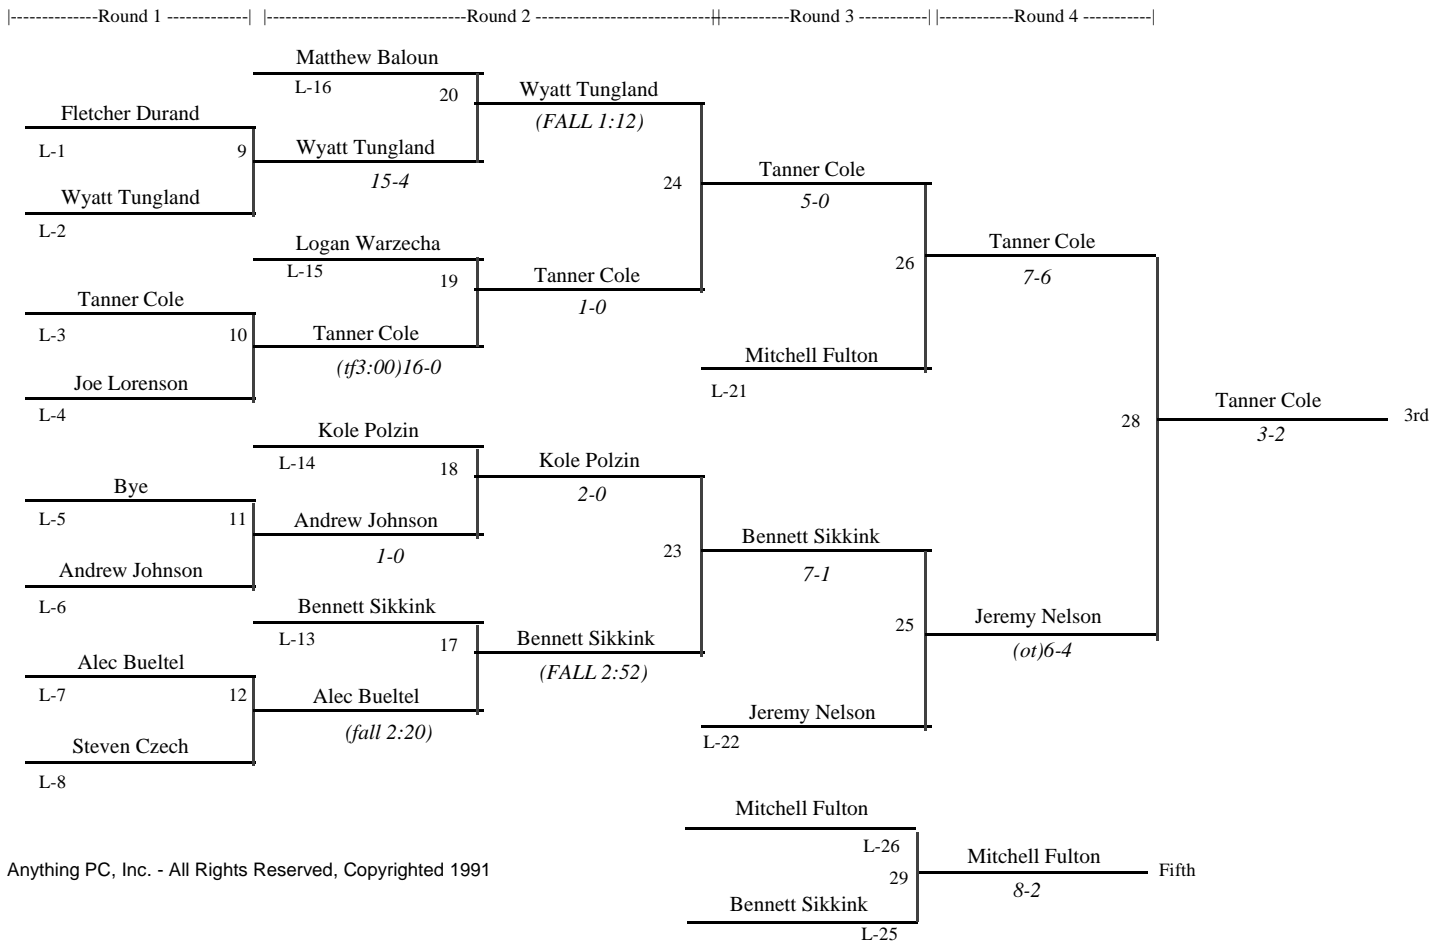 |-------------Round 1 -------------| |-----------------------------Round 2 --------------------------||-----------Round 3 -----------| |------------Round 4 -----------|
Matthew Baloun
L-16
20
Wyatt Tungland
(FALL 1:12)
Fletcher Durand
L-1
9
Wyatt Tungland
15-4
Wyatt Tungland
L-2
24
Tanner Cole
5-0
Logan Warzecha
L-15
19
Tanner Cole
1-0
Tanner Cole
L-3
10
Tanner Cole
(tf3:00)16-0
Joe Lorenson
L-4
26
Tanner Cole
7-6
Mitchell Fulton
L-21
Kole Polzin
L-14
18
Kole Polzin
2-0
Bye
L-5
11
Andrew Johnson
1-0
Andrew Johnson
L-6
23
Bennett Sikkink
7-1
Bennett Sikkink
L-13
17
Bennett Sikkink
(FALL 2:52)
Alec Bueltel
L-7
12
Alec Bueltel
(fall 2:20)
Steven Czech
L-8
25
Jeremy Nelson
(ot)6-4
Jeremy Nelson
L-22
28
Tanner Cole
3rd
3-2
Mitchell Fulton
L-26
29
Mitchell Fulton
Fifth
8-2
Bennett Sikkink
L-25
Anything PC, Inc. - All Rights Reserved, Copyrighted 1991